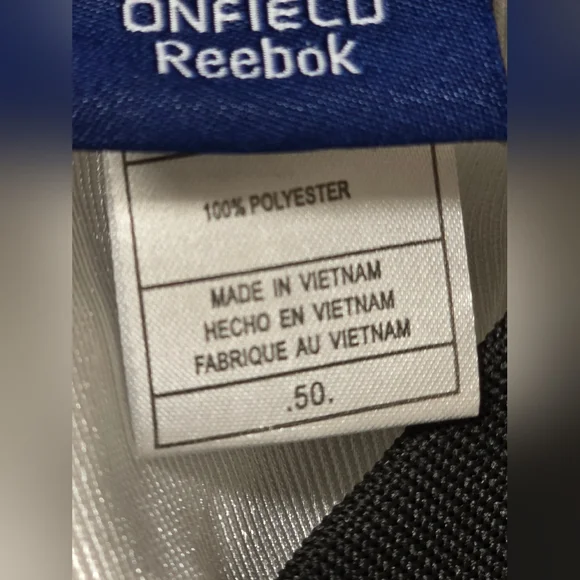 ONFIELD
Reebok
100% POLYESTER
MADE IN VIETNAM
HECHO EN VIETNAM
FABRIQUE AU VIETNAM
.50.